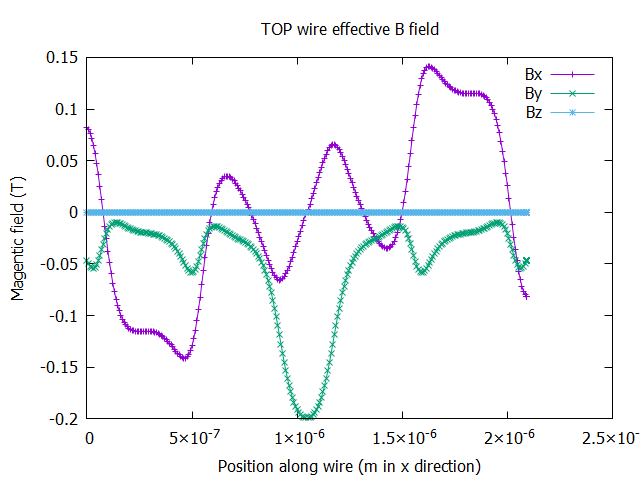 TOP wire effective B field
0.15
0.1
0.05
0
-0.05
-0.1
-0.15
-0.2
Magentic field (T)
Bx
By
Bz
0 5×10⁻⁷ 1×10⁻⁶ 1.5×10⁻⁶ 2×10⁻⁶ 2.5×10⁻
Position along wire (m in x direction)